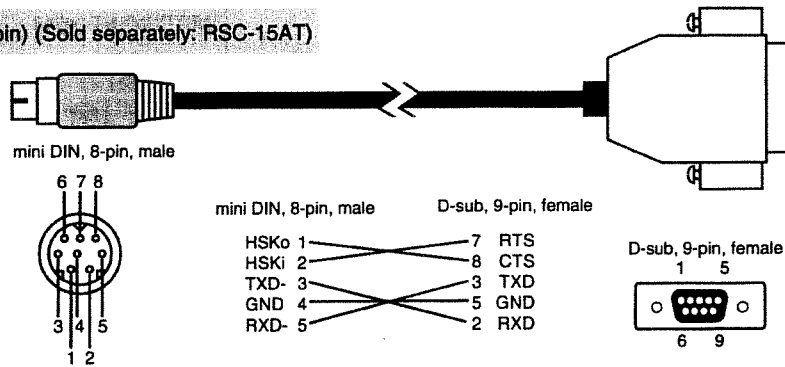 (Sold separately: RSC-15AT)
mini DIN, 8-pin, male
6 7 8
3 4 5
1 2
mini DIN, 8-pin, male D-sub, 9-pin, female
HSKo 1 7 RTS
HSKi 2 8 CTS
TXD- 3 3 TXD
GND 4 5 GND
RXD- 5 2 RXD
D-sub, 9-pin, female
1 5
6 9